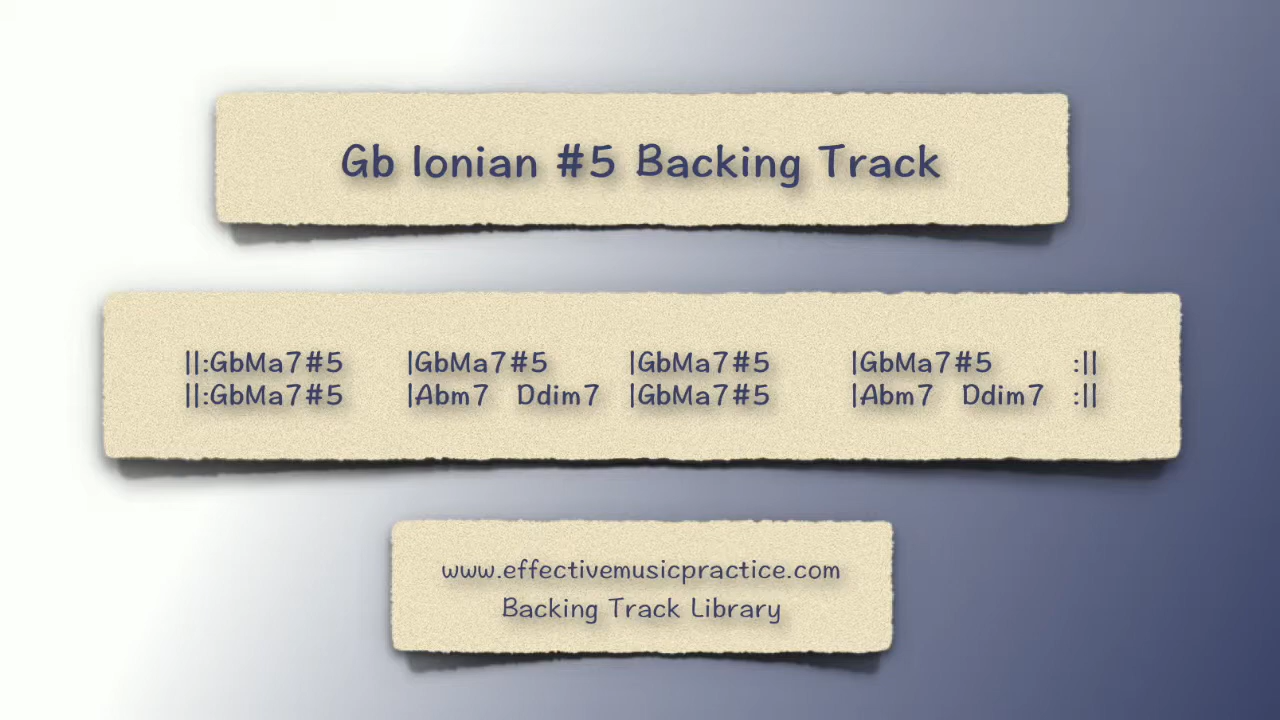 Gb Ionian #5 Backing Track
||:GbMa7#5 |GbMa7#5 |GbMa7#5 |GbMa7#5 :||
||:GbMa7#5 |Abm7 Ddim7 |GbMa7#5 |Abm7 Ddim7 :||
www.effectivemusicpractice.com
Backing Track Library